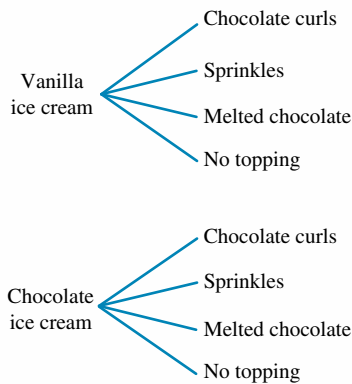 Chocolate curls
Sprinkles
Vanilla
ice cream
Melted chocolate
No topping
Chocolate curls
Sprinkles
Chocolate
ice cream
Melted chocolate
No topping